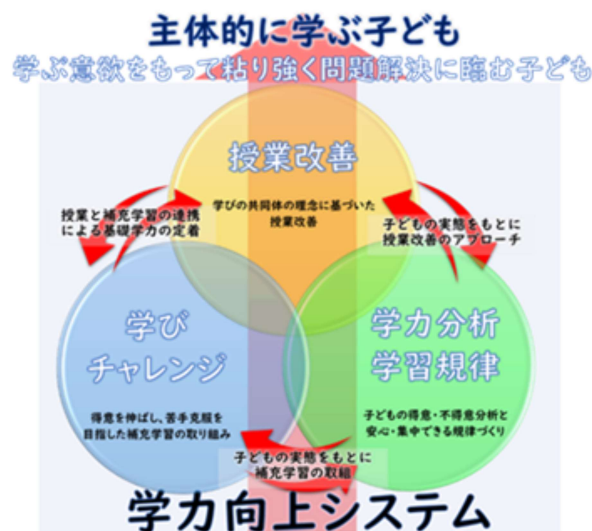 主体的に学ぶ子ども
学ぶ意欲をもって粘り強く問題解決に臨む子ども
授業改善
学びの共同体の理念に基づいた
授業改善
授業と補充学習の連携
による基礎学力の定着
子どもの実態をもとに
授業改善のアプローチ
学び
チャレンジ
得意を伸ばし、苦手克服を
目指した補充学習の取り組み
学力分析
学習規律
子どもの得意・不得意分析と
安心・集中できる規律づくり
子どもの実態をもとに
補充学習の取組
学力向上システム